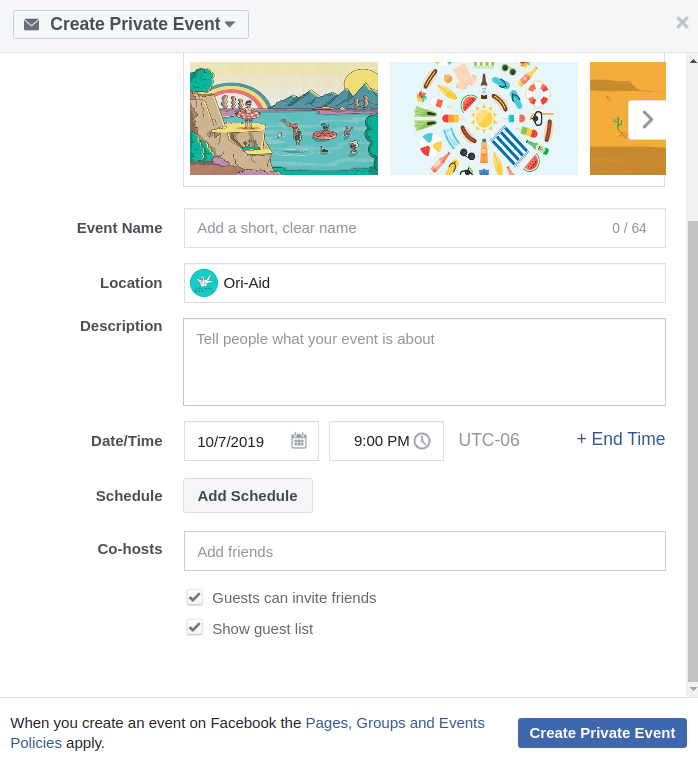 Create Private Event
Event Name Add a short, clear name 0 / 64
Location Ori-Aid
Description Tell people what your event is about
Date/Time 10/7/2019 9:00 PM UTC-06 + End Time
Schedule Add Schedule
Co-hosts Add friends
Guests can invite friends
Show guest list
When you create an event on Facebook the Pages, Groups and Events
Policies apply.
Create Private Event